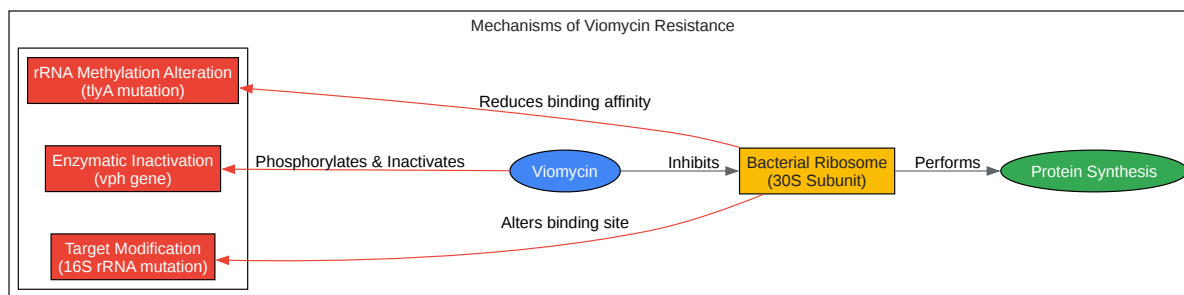 Mechanisms of Viomycin Resistance
rRNA Methylation Alteration
(tlyA mutation)
Reduces binding affinity
Enzymatic Inactivation
(vph gene)
Phosphorylates & Inactivates
Viomycin
Inhibits
Bacterial Ribosome
(30S Subunit)
Performs
Protein Synthesis
Alters binding site
Target Modification
(16S rRNA mutation)